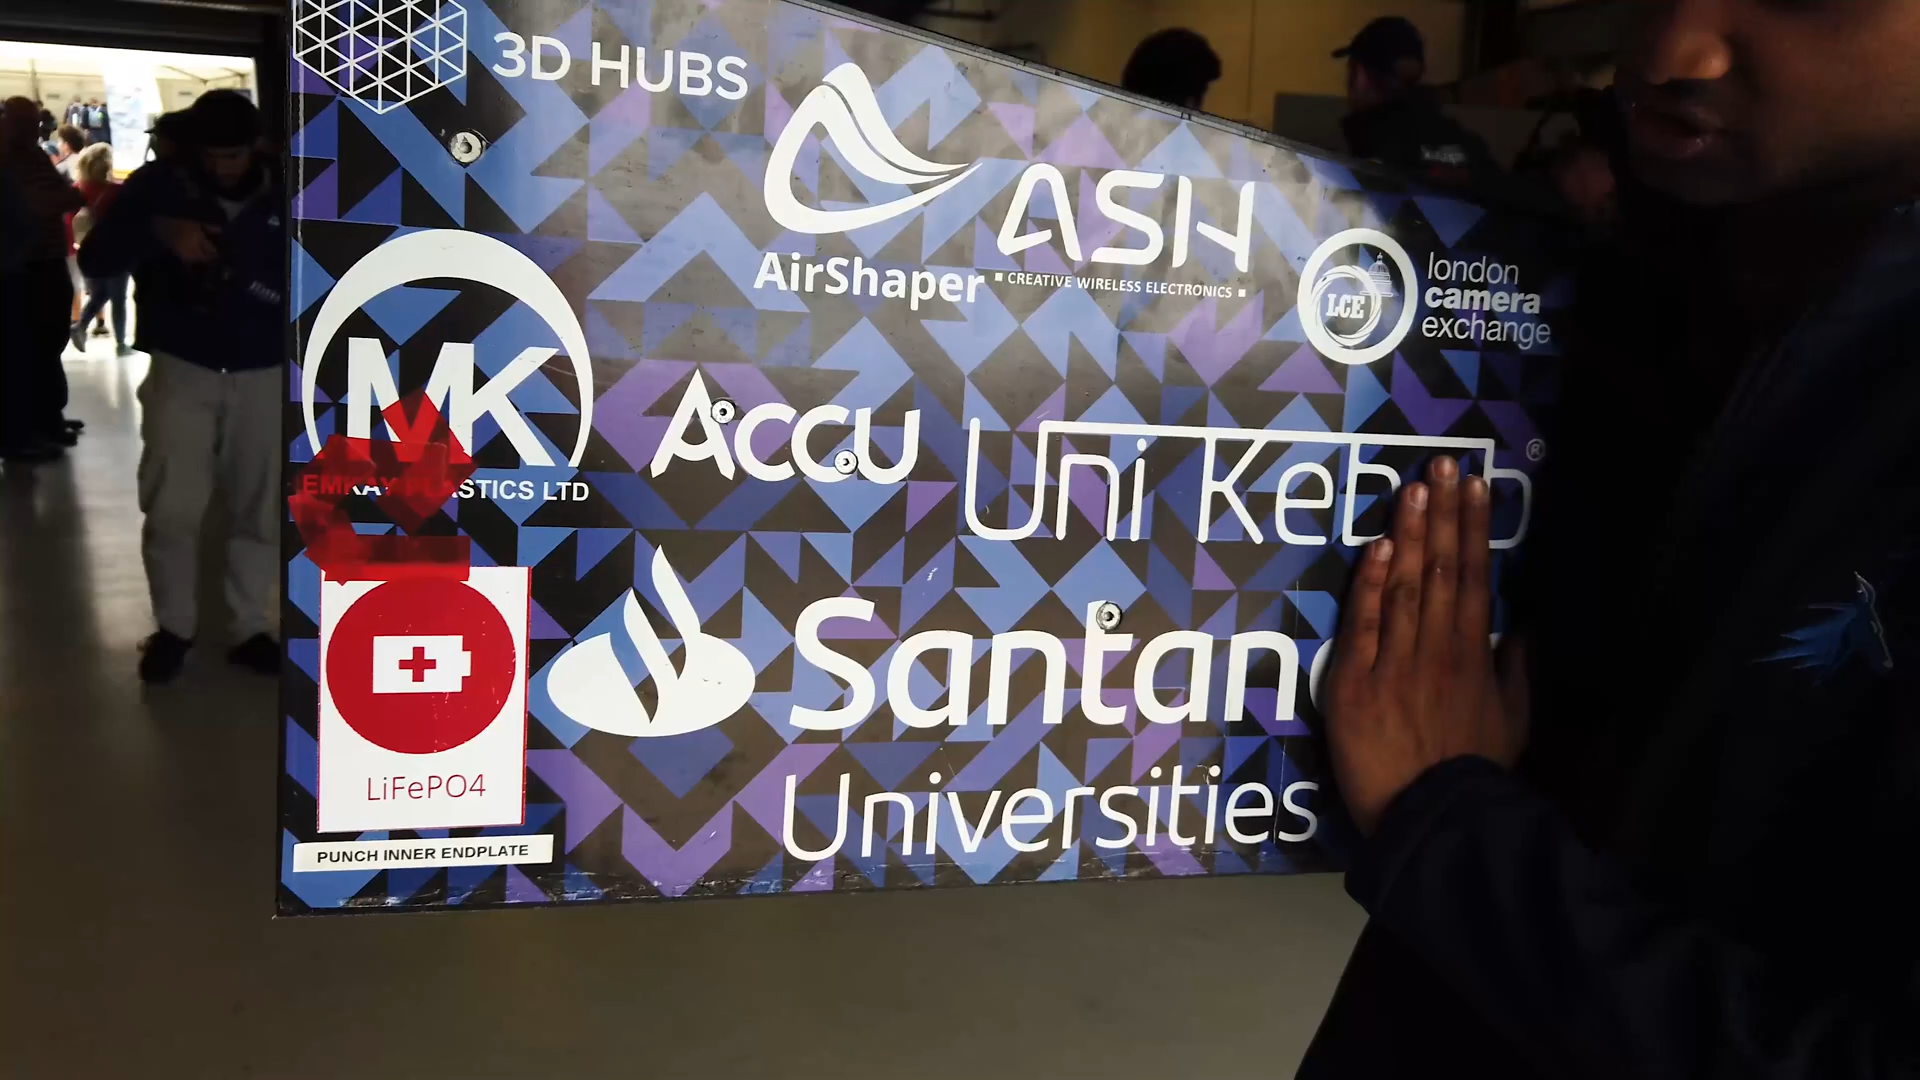 3D HUBS
AirShaper
ASH
▪ CREATIVE WIRELESS ELECTRONICS ▪
LCE
london
camera
exchange
MK
EMKAY PLASTICS LTD
ACCU
Uni Kebab ®
Santan
Universities
LiFePO4
PUNCH INNER ENDPLATE